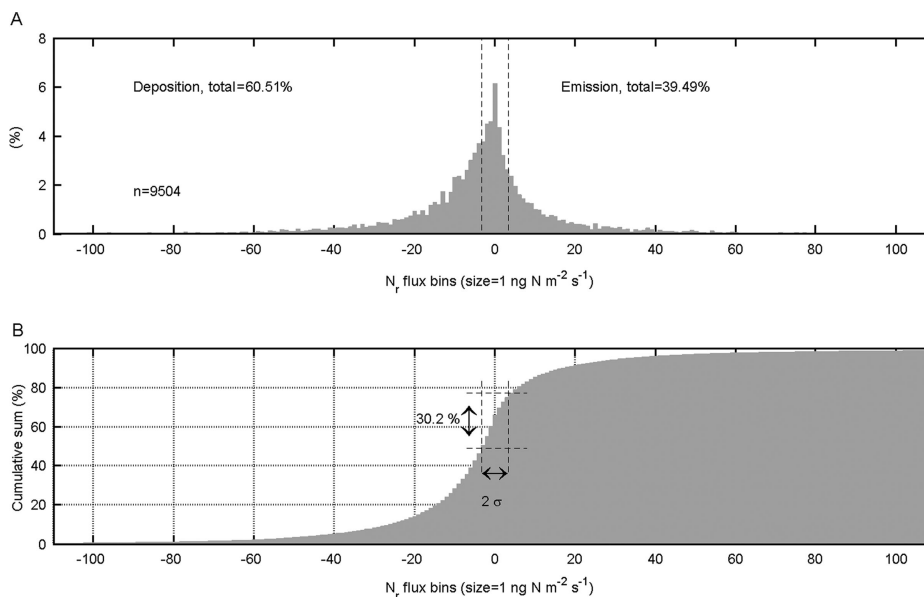 A
8
6
4
2
0
(%)
Deposition, total=60.51%
Emission, total=39.49%
n=9504
-100 -80 -60 -40 -20 0 20 40 60 80 100
Nr flux bins (size=1 ng N m-2 s-1)
B
100
80
60
40
20
0
Cumulative sum (%)
30.2 %
2 σ
-100 -80 -60 -40 -20 0 20 40 60 80 100
Nr flux bins (size=1 ng N m-2 s-1)